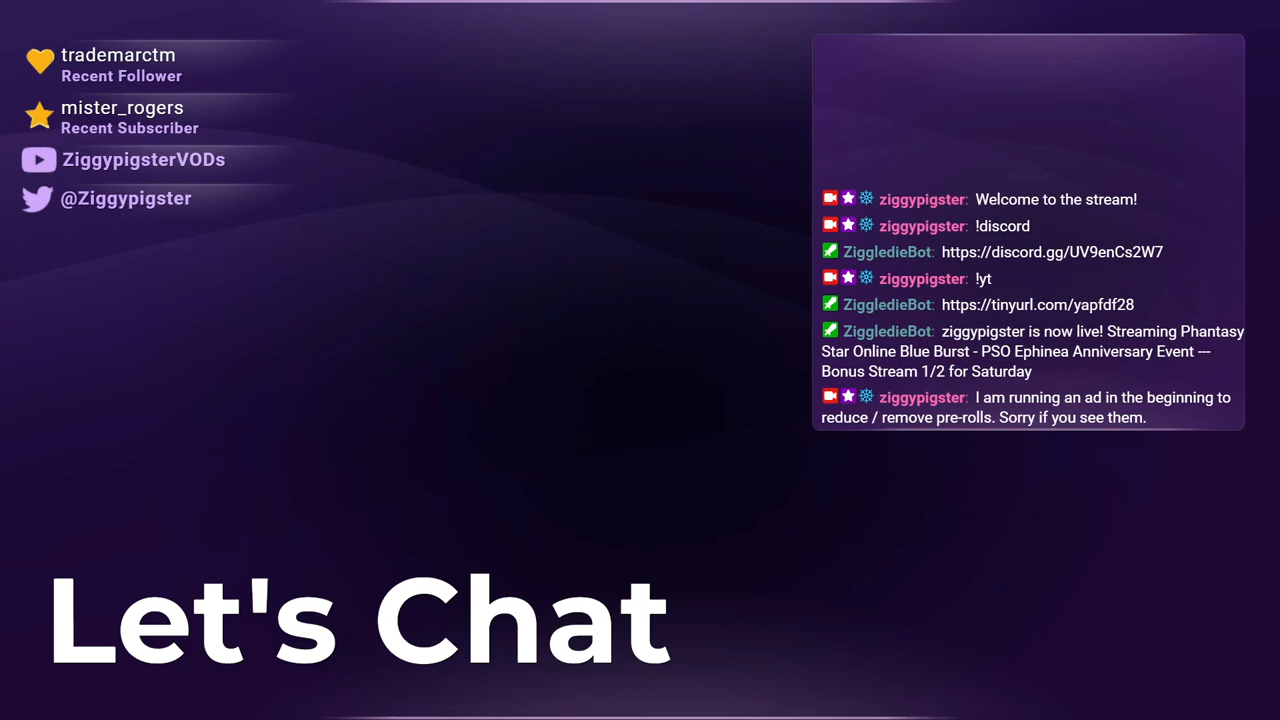 trademarctm
Recent Follower
mister_rogers
Recent Subscriber
ZiggypigsterVODs
@Ziggypigster
ziggypigster: Welcome to the stream!
ziggypigster: !discord
ZiggledieBot: https://discord.gg/UV9enCs2W7
ziggypigster: !yt
ZiggledieBot: https://tinyurl.com/yapfdf28
ZiggledieBot: ziggypigster is now live! Streaming Phantasy
Star Online Blue Burst - PSO Ephinea Anniversary Event ---
Bonus Stream 1/2 for Saturday
ziggypigster: I am running an ad in the beginning to
reduce / remove pre-rolls. Sorry if you see them.
Let's Chat